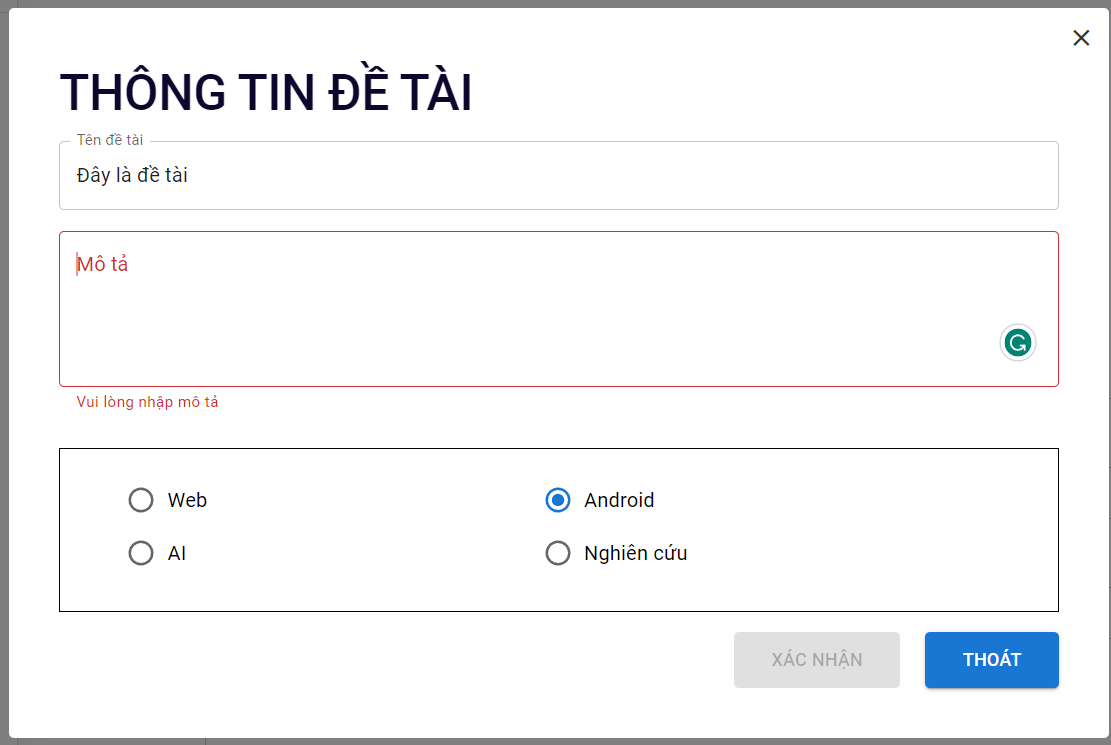 THÔNG TIN ĐỀ TÀI
Tên đề tài
Đây là đề tài
Mô tả
Vui lòng nhập mô tả
Web
Android
AI
Nghiên cứu
XÁC NHẬN
THOÁT